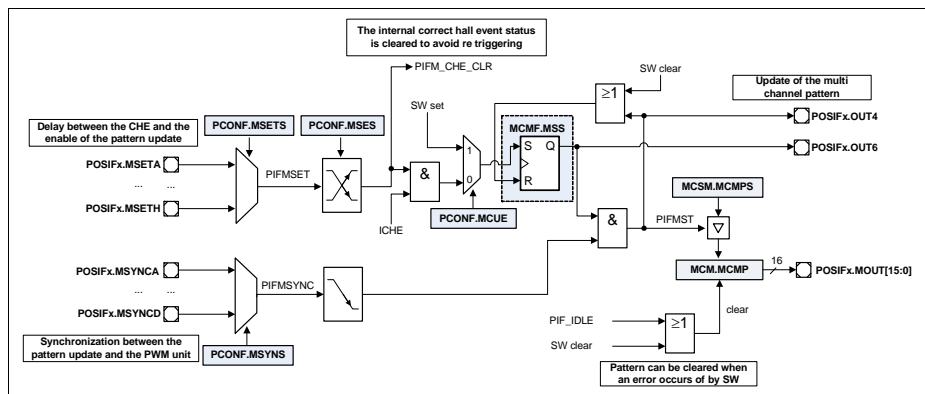 The internal correct hall event status
is cleared to avoid re triggering
PIFM_CHE_CLR
SW clear
Update of the multi
channel pattern
≥1
POSIFx.OUT4
SW set
Delay between the CHE and the
enable of the pattern update
PCONF.MSETS
PCONF.MSES
MCMF.MSS
POSIFx.OUT6
POSIFx.MSETA
1
S Q
... ...
PIFMSET
&
0
R
MCSM.MCMPS
POSIFx.MSETH
ICHE
PCONF.MCUE
&
PIFMST
∇
POSIFx.MSYNCA
MCM.MCMP
16
POSIFx.MOUT[15:0]
... ...
PIFMSYNC
POSIFx.MSYNCD
clear
PIF_IDLE
≥1
Synchronization between the
pattern update and the PWM unit
PCONF.MSYNS
SW clear
Pattern can be cleared when
an error occurs of by SW